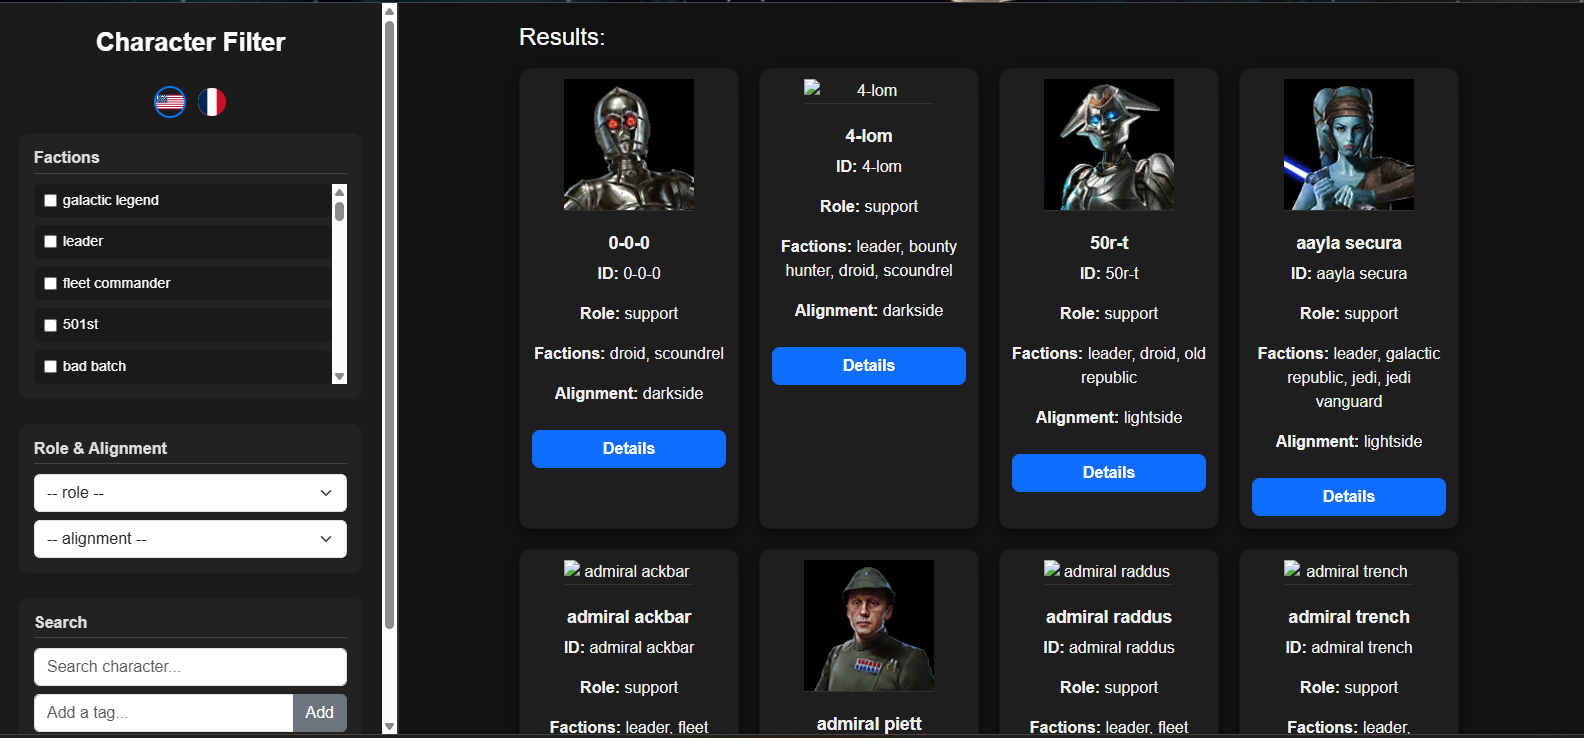 Character Filter
Factions
galactic legend
leader
fleet commander
501st
bad batch
Role & Alignment
-- role --
-- alignment --
Search
Search character...
Add a tag...
Add
Results:
0-0-0
ID: 0-0-0
Role: support
Factions: droid, scoundrel
Alignment: darkside
Details
4-lom
4-lom
ID: 4-lom
Role: support
Factions: leader, bounty
hunter, droid, scoundrel
Alignment: darkside
Details
50r-t
ID: 50r-t
Role: support
Factions: leader, droid, old
republic
Alignment: lightside
Details
aayla secura
ID: aayla secura
Role: support
Factions: leader, galactic
republic, jedi, jedi
vanguard
Alignment: lightside
Details
admiral ackbar
admiral ackbar
ID: admiral ackbar
Role: support
Factions: leader, fleet
admiral piett
admiral raddus
admiral raddus
ID: admiral raddus
Role: support
Factions: leader, fleet
admiral trench
admiral trench
ID: admiral trench
Role: support
Factions: leader,